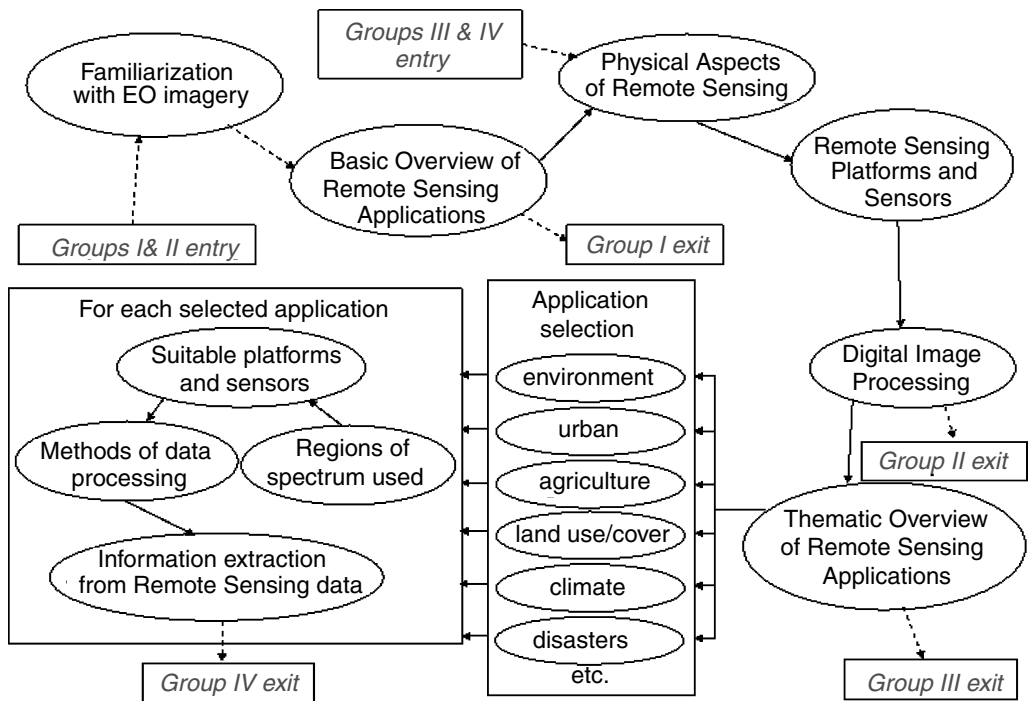 Familiarization
with EO imagery
Groups III & IV
entry
Physical Aspects
of Remote Sensing
Basic Overview of
Remote Sensing
Applications
Remote Sensing
Platforms and
Sensors
Groups I& II entry
Group I exit
For each selected application
Suitable platforms
and sensors
Methods of data
processing
Regions of
spectrum used
Information extraction
from Remote Sensing data
Group IV exit
Application
selection
environment
urban
agriculture
land use/cover
climate
disasters
etc.
Digital Image
Processing
Group II exit
Thematic Overview
of Remote Sensing
Applications
Group III exit